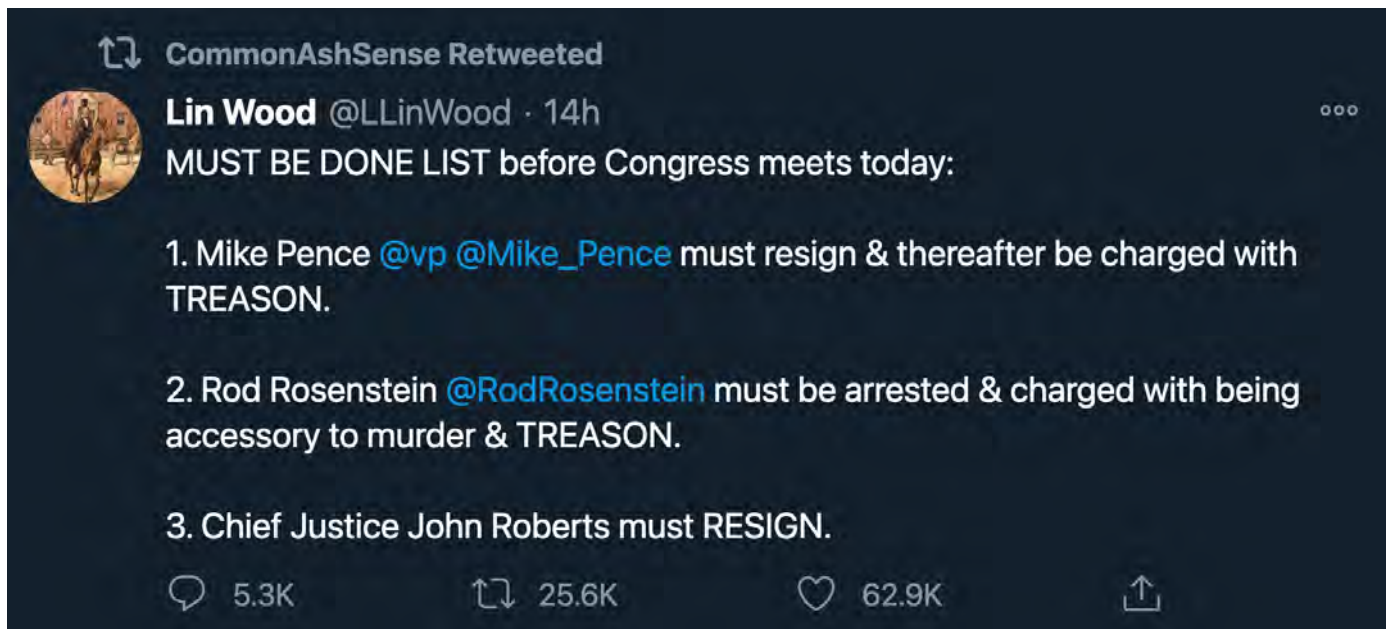 CommonAshSense Retweeted
Lin Wood @LLinWood · 14h
MUST BE DONE LIST before Congress meets today:
1. Mike Pence @vp @Mike_Pence must resign & thereafter be charged with
TREASON.
2. Rod Rosenstein @RodRosenstein must be arrested & charged with being
accessory to murder & TREASON.
3. Chief Justice John Roberts must RESIGN.
5.3K 25.6K 62.9K